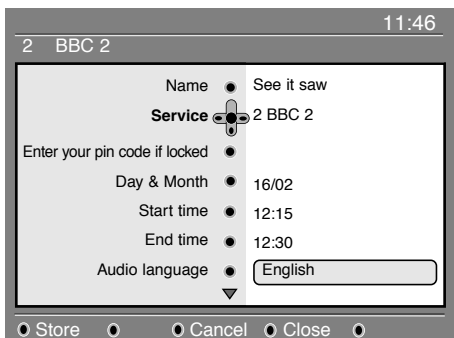 11:46
2 BBC 2
Name See it saw
Service 2 BBC 2
Enter your pin code if locked
Day & Month 16/02
Start time 12:15
End time 12:30
Audio language English
Store Cancel Close